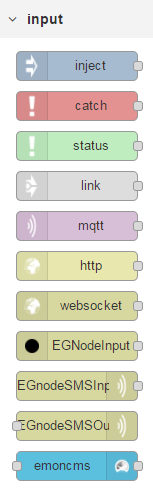 input
inject
catch
status
link
mqtt
http
websocket
EGNodeInput
EGnodeSMSInp
EGnodeSMSOu
emoncms